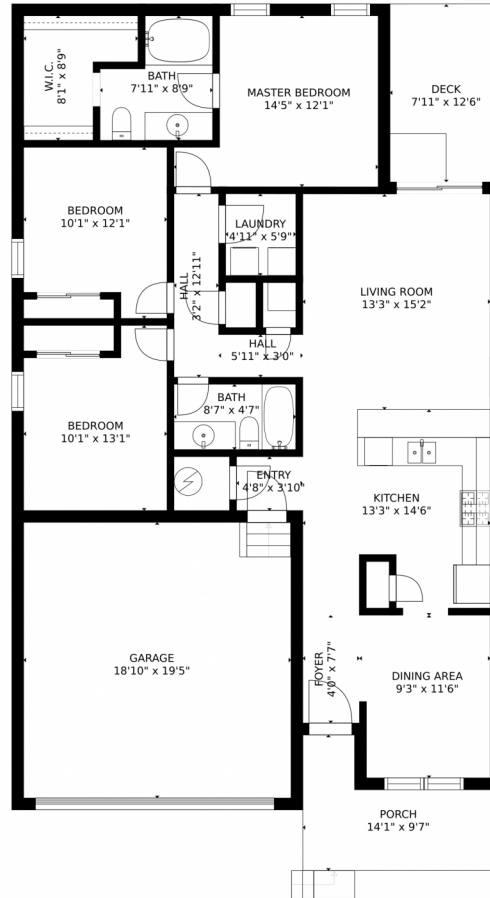 W.I.C.
8'1" x 8'9"
BATH
7'11" x 8'9"
MASTER BEDROOM
14'5" x 12'1"
DECK
7'11" x 12'6"
BEDROOM
10'1" x 12'1"
LAUNDRY
4'11" x 5'9"
HALL
3'2" x 12'11"
LIVING ROOM
13'3" x 15'2"
HALL
5'11" x 3'0"
BATH
8'7" x 4'7"
BEDROOM
10'1" x 13'1"
ENTRY
4'8" x 3'10"
KITCHEN
13'3" x 14'6"
GARAGE
18'10" x 19'5"
FOYER
4'0" x 7'7"
DINING AREA
9'3" x 11'6"
PORCH
14'1" x 9'7"